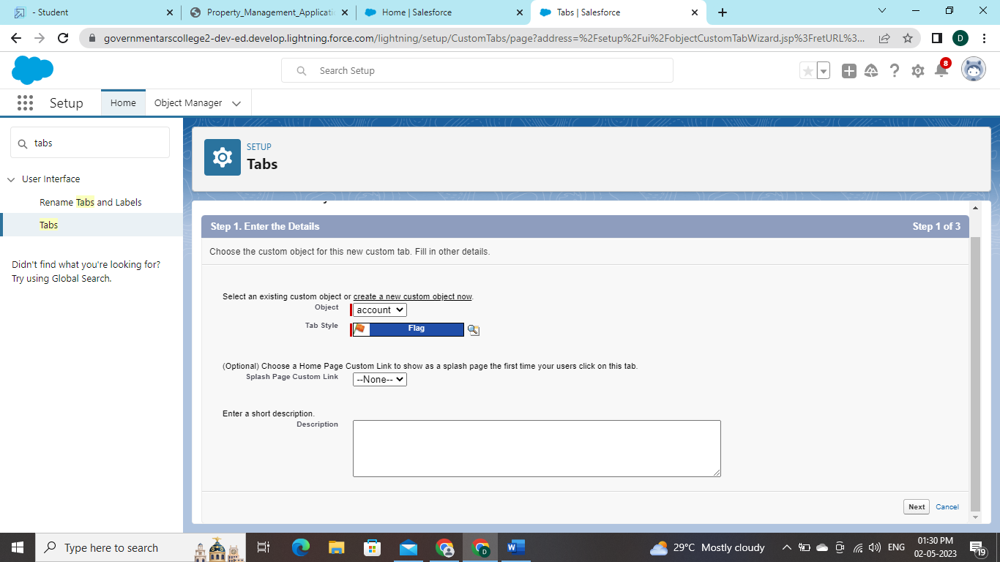 - Student
Property_Management_Applicati
Home | Salesforce
Tabs | Salesforce
governmentarscollege2-dev-ed.develop.lightning.force.com/lightning/setup/CustomTabs/page?address=%2Fsetup%2Fui%2FobjectCustomTabWizard.jsp%3FretURL%3...
D
Search Setup
8
Setup
Home
Object Manager
tabs
User Interface
Rename Tabs and Labels
Tabs
Didn't find what you're looking for?
Try using Global Search.
SETUP
Tabs
Step 1. Enter the Details
Step 1 of 3
Choose the custom object for this new custom tab. Fill in other details.
Select an existing custom object or create a new custom object now.
Object
account
Tab Style
Flag
(Optional) Choose a Home Page Custom Link to show as a splash page the first time your users click on this tab.
Splash Page Custom Link
--None--
Enter a short description.
Description
Next
Cancel
Type here to search
D
29°C Mostly cloudy
ENG
01:30 PM
02-05-2023
19